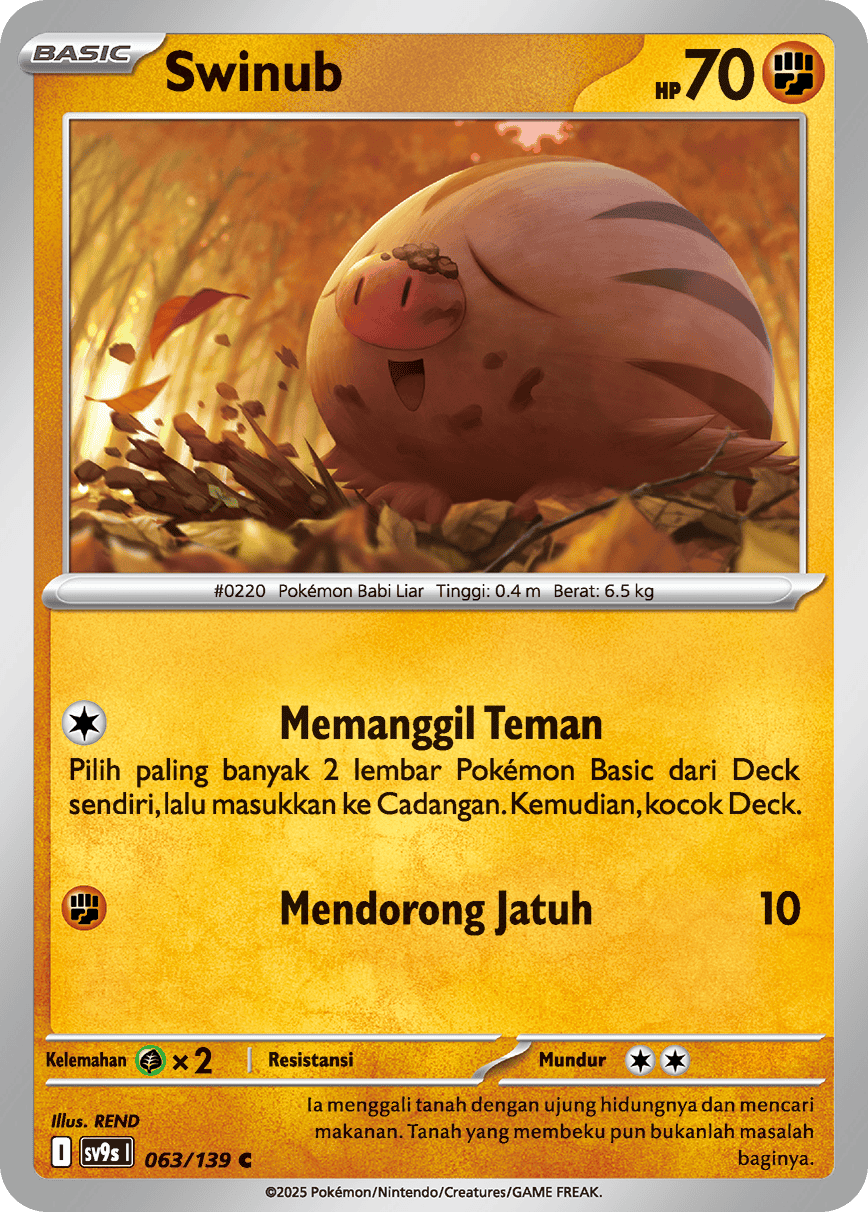 BASIC
Swinub
HP 70
#0220 Pokémon Babi Liar Tinggi: 0.4 m Berat: 6.5 kg
Memanggil Teman
Pilih paling banyak 2 lembar Pokémon Basic dari Deck
sendiri, lalu masukkan ke Cadangan. Kemudian, kocok Deck.
Mendorong Jatuh 10
Kelemahan ×2 Resistansi Mundur
Illus. REND
Ia menggali tanah dengan ujung hidungnya dan mencari
makanan. Tanah yang membeku pun bukanlah masalah
baginya.
I sv9s I 063/139 C
©2025 Pokémon/Nintendo/Creatures/GAME FREAK.